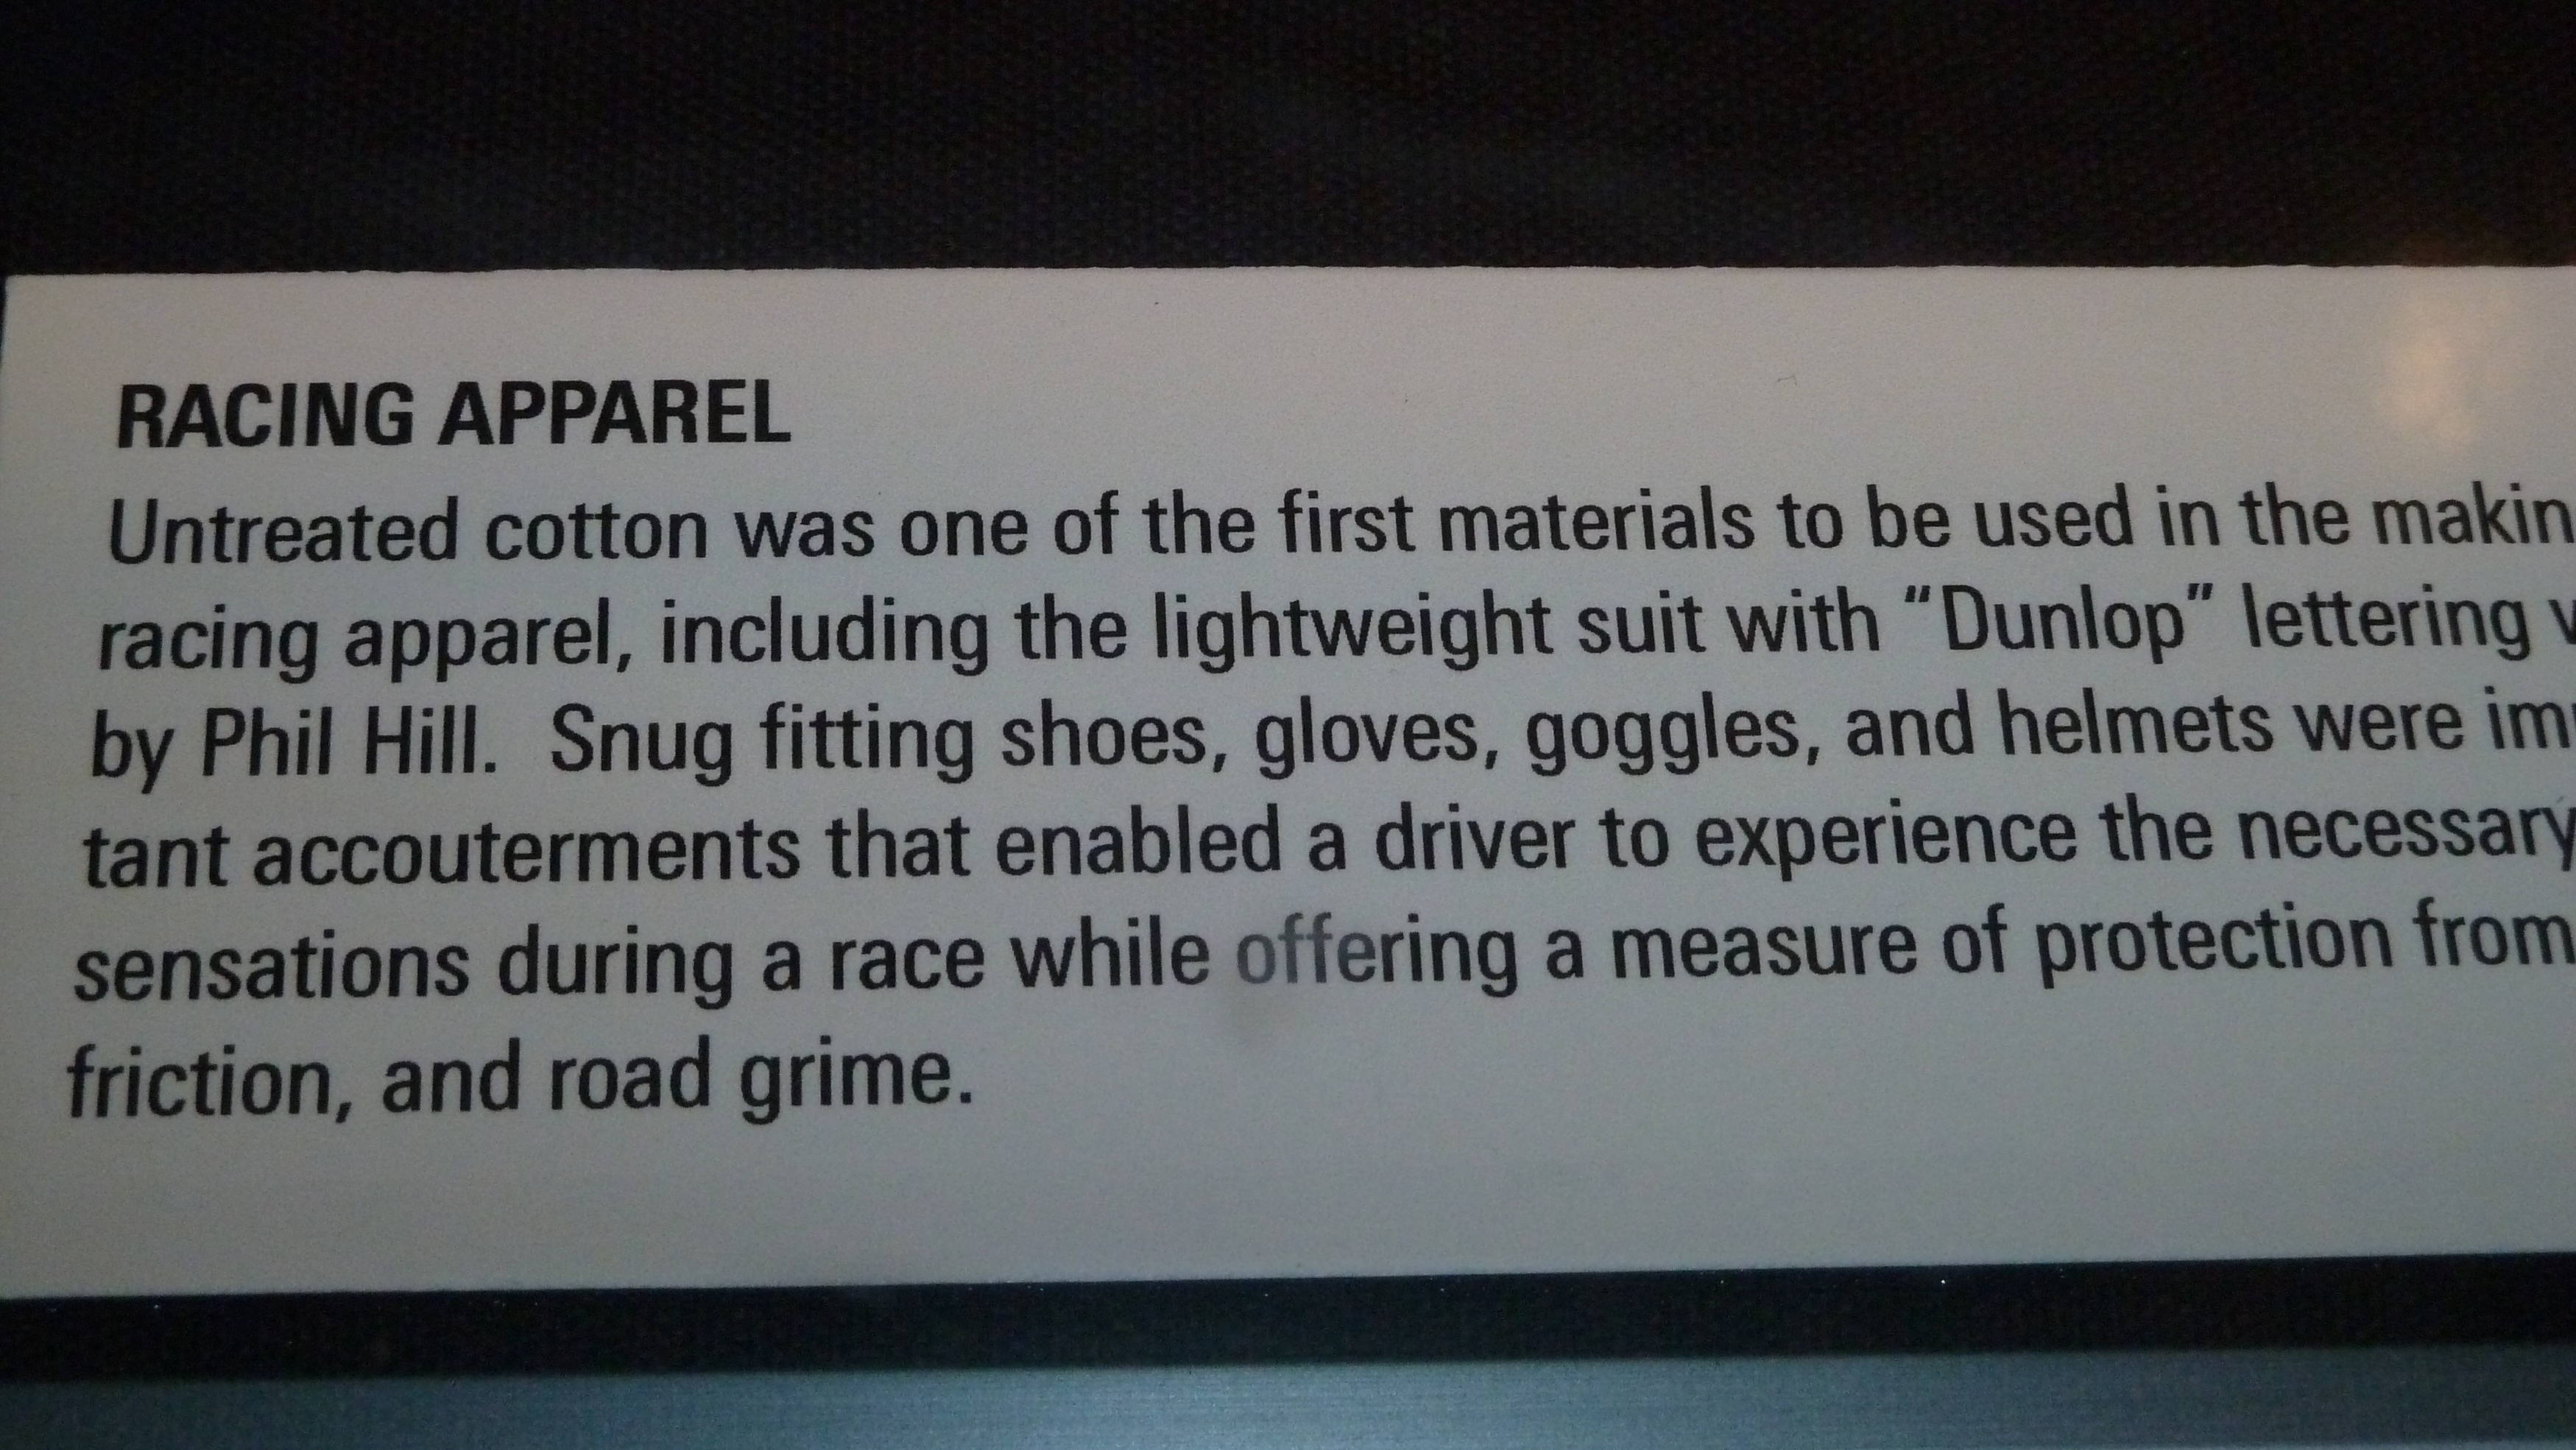 RACING APPAREL
Untreated cotton was one of the first materials to be used in the makin
racing apparel, including the lightweight suit with “Dunlop” lettering
by Phil Hill. Snug fitting shoes, gloves, goggles, and helmets were im
tant accouterments that enabled a driver to experience the necessary
sensations during a race while offering a measure of protection from
friction, and road grime.